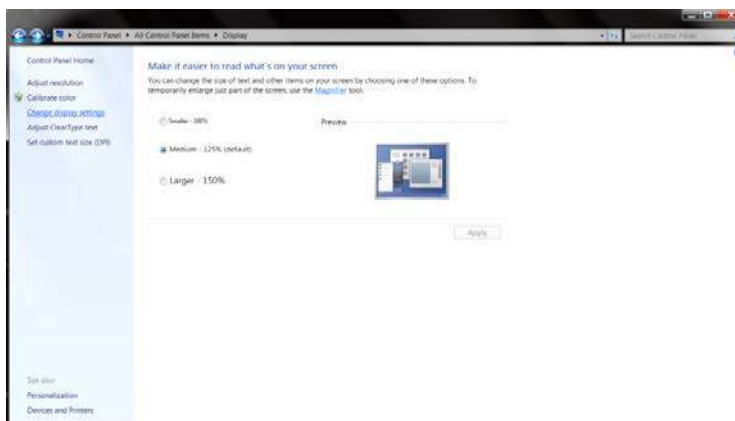 Control Panel ▸ All Control Panel Items ▸ Display
Search Control Panel
Control Panel Home
Adjust resolution
Calibrate color
Change display settings
Adjust ClearType text
Set custom text size (DPI)
See also
Personalization
Devices and Printers
Make it easier to read what's on your screen
You can change the size of text and other items on your screen by choosing one of these options. To
temporarily enlarge just part of the screen, use the Magnifier tool.
Smaller - 100%
Medium - 125% (default)
Larger - 150%
Preview
Apply